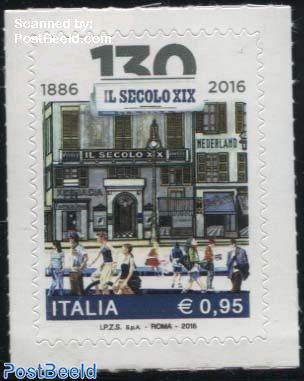 Scanned by
PostBeeld
130
1886 IL SECOLO XIX 2016
NEDERLAND
IL SECOLO XIX
ITALIA € 0,95
I.P.Z.S. S.p.A. - ROMA - 2016
PostBeeld